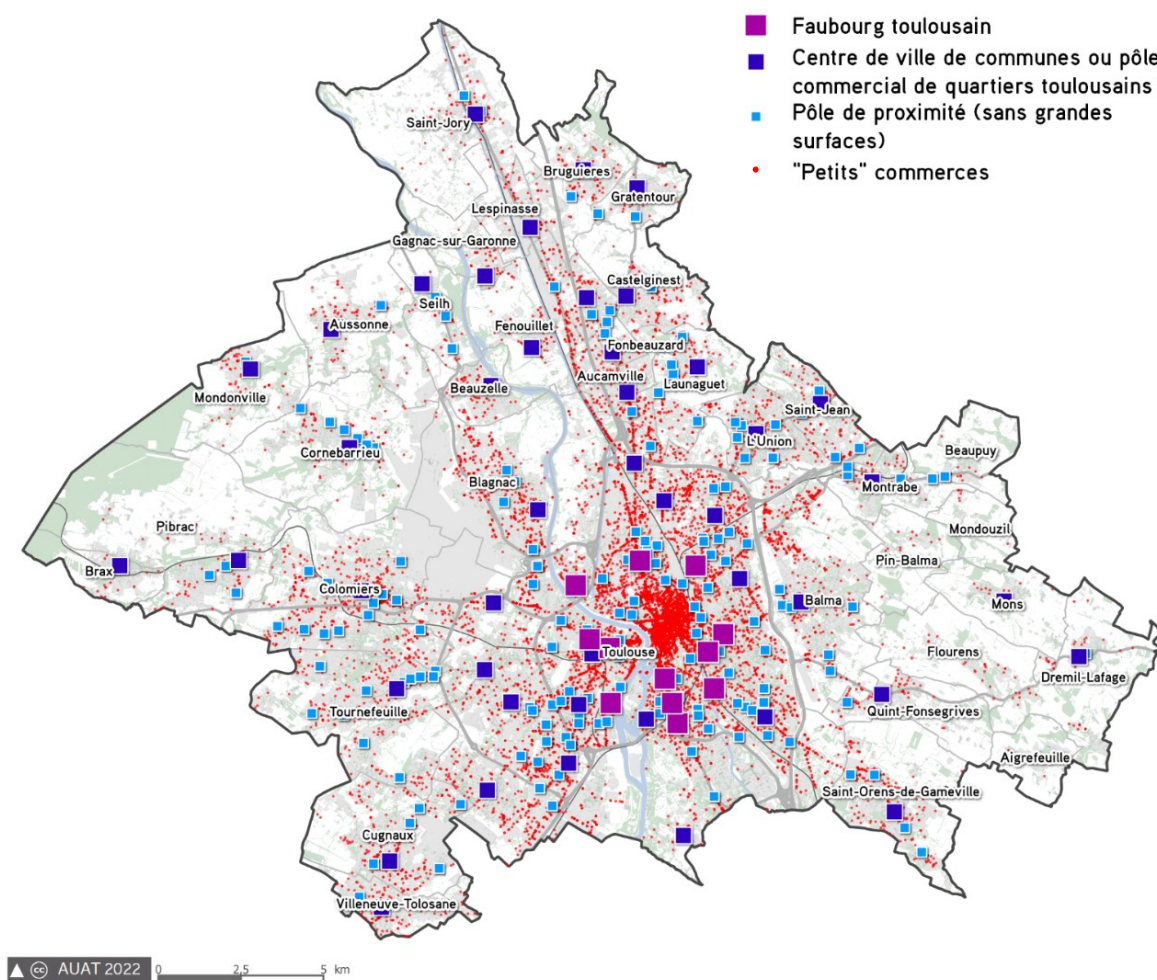 Faubourg toulousain
Centre de ville de communes ou pôle
commercial de quartiers toulousains
Pôle de proximité (sans grandes
surfaces)
"Petits" commerces
Saint-Jory
Bruguières
Gratentour
Lespinasse
Gagnac-sur-Garonne
Castelginest
Seilh
Aussonne
Fenouillet
Fonbeauzard
Aucamville
Launaguet
Beauzelle
Mondonville
Saint-Jean
L'Union
Cornebarrieu
Beaupuy
Blagnac
Montrabe
Pibrac
Mondouzil
Pin-Balma
Brax
Colomiers
Balma
Mons
Toulouse
Flourens
Dremil-Lafage
Tournefeuille
Quint-Fonsegrives
Aigrefeuille
Saint-Orens-de-Gameville
Cugnaux
Villeneuve-Tolosane
cc AUAT 2022 0 2,5 5 km